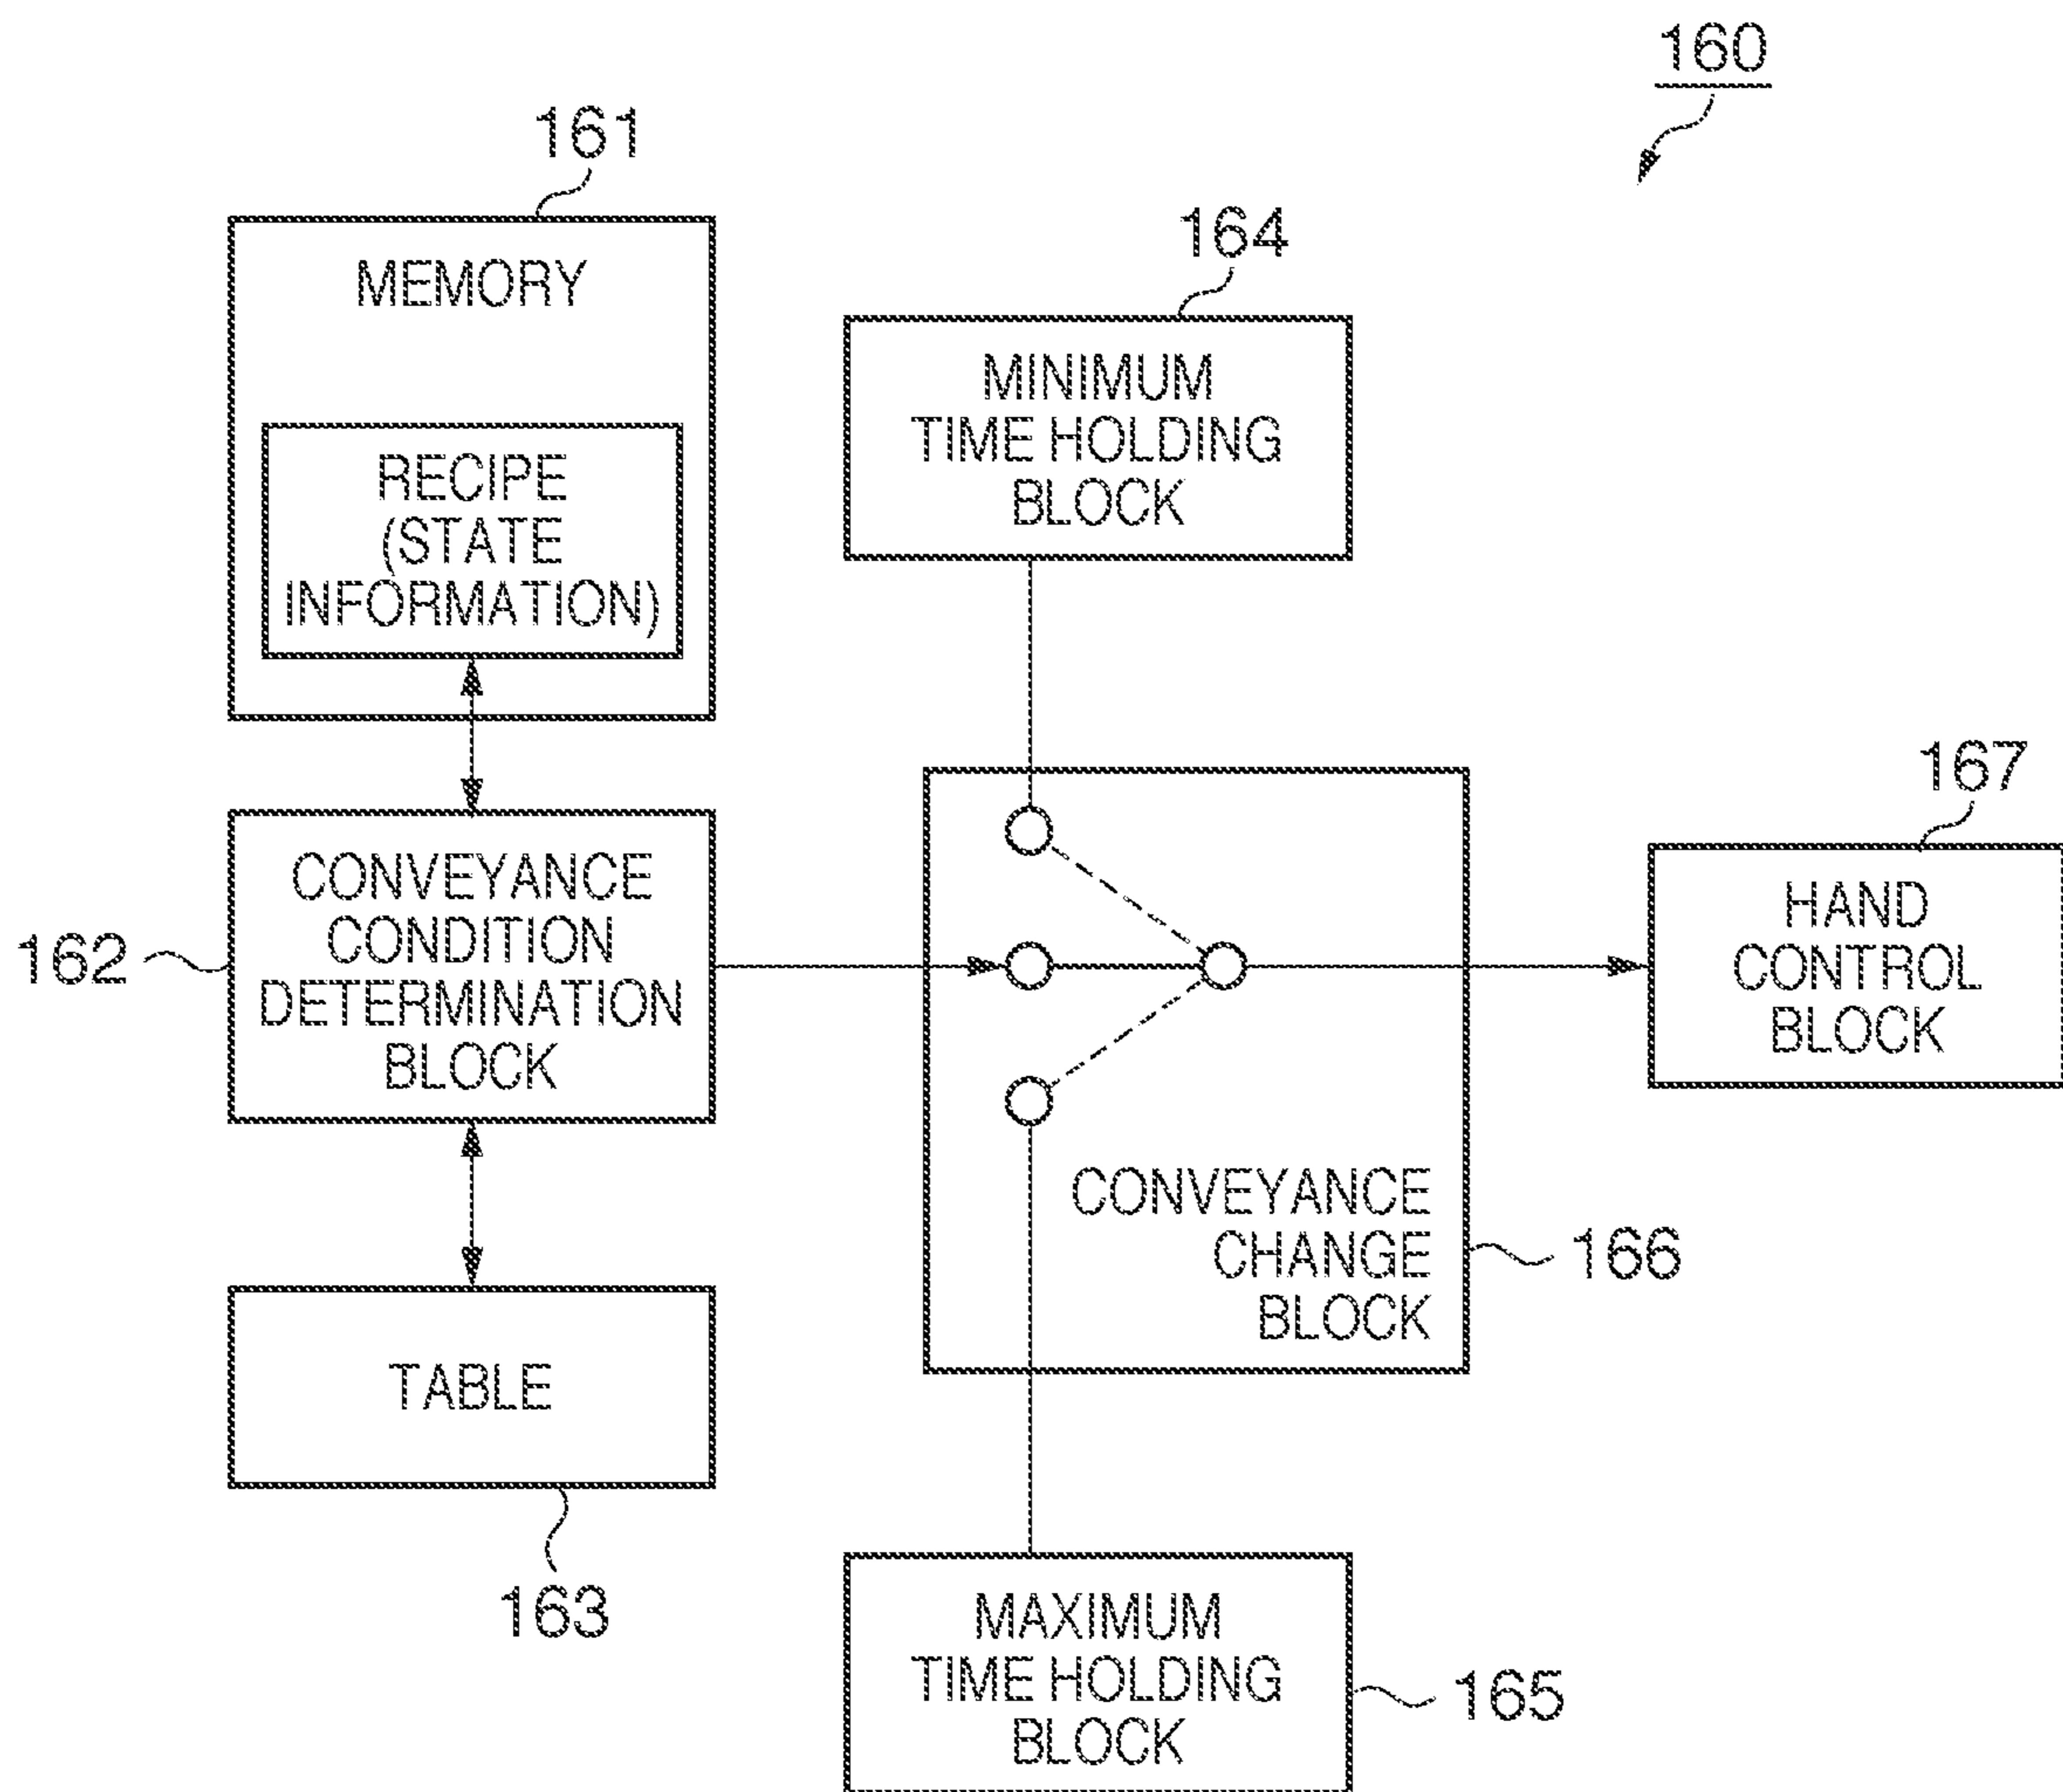 160
161
MEMORY
RECIPE
(STATE
INFORMATION)
164
MINIMUM
TIME HOLDING
BLOCK
162
CONVEYANCE
CONDITION
DETERMINATION
BLOCK
167
HAND
CONTROL
BLOCK
CONVEYANCE
CHANGE
BLOCK
166
TABLE
163
MAXIMUM
TIME HOLDING
BLOCK
165